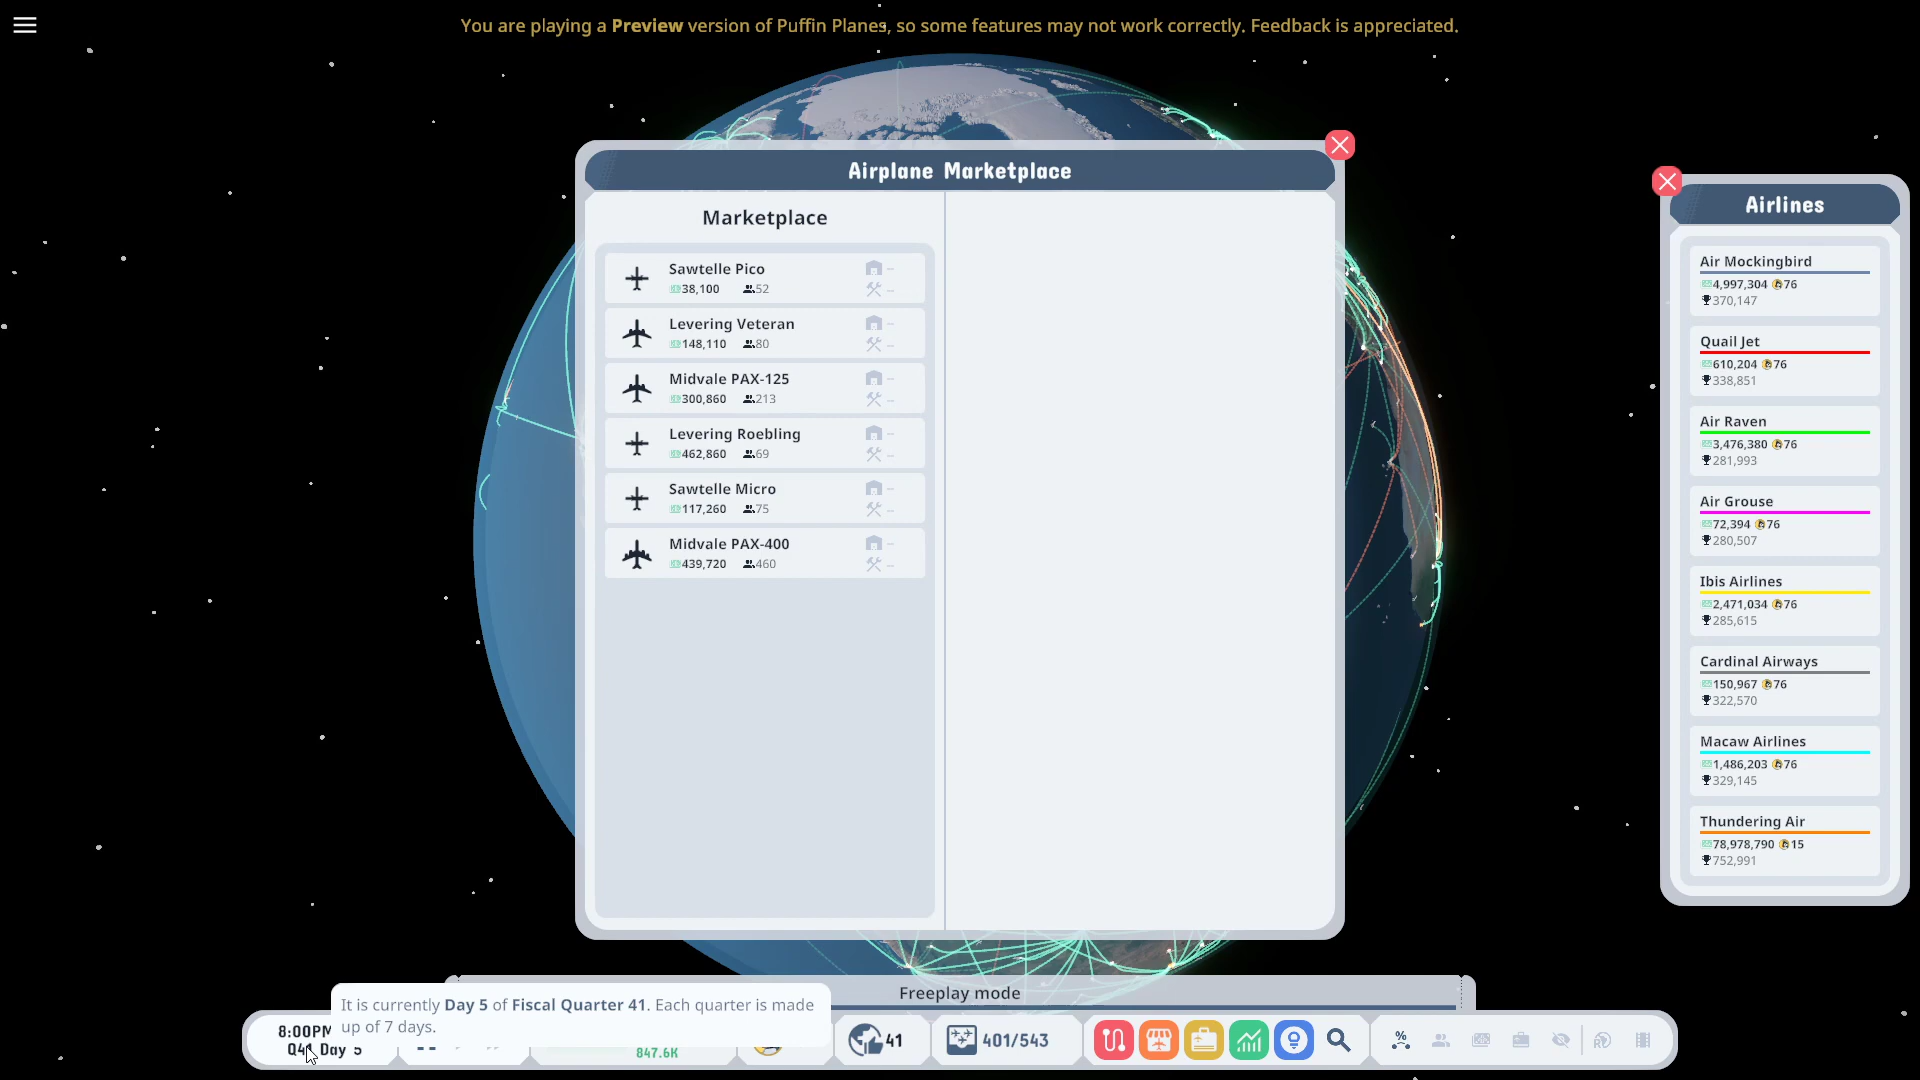 You are playing a Preview version of Puffin Planes, so some features may not work correctly. Feedback is appreciated.
Airplane Marketplace
Marketplace
Sawtelle Pico
38,100 52
–
–
Levering Veteran
148,110 80
–
–
Midvale PAX-125
300,860 213
–
–
Levering Roebling
462,860 69
–
–
Sawtelle Micro
117,260 75
–
–
Midvale PAX-400
439,720 460
–
–
Airlines
Air Mockingbird
4,997,304 76
370,147
Quail Jet
610,204 76
338,851
Air Raven
3,476,380 76
281,993
Air Grouse
72,394 76
280,507
Ibis Airlines
2,471,034 76
285,615
Cardinal Airways
150,967 76
322,570
Macaw Airlines
1,486,203 76
329,145
Thundering Air
78,978,790 15
752,991
Freeplay mode
It is currently Day 5 of Fiscal Quarter 41. Each quarter is made
up of 7 days.
8:00PM
Q41 Day 5
847.6K
41
401/543
%